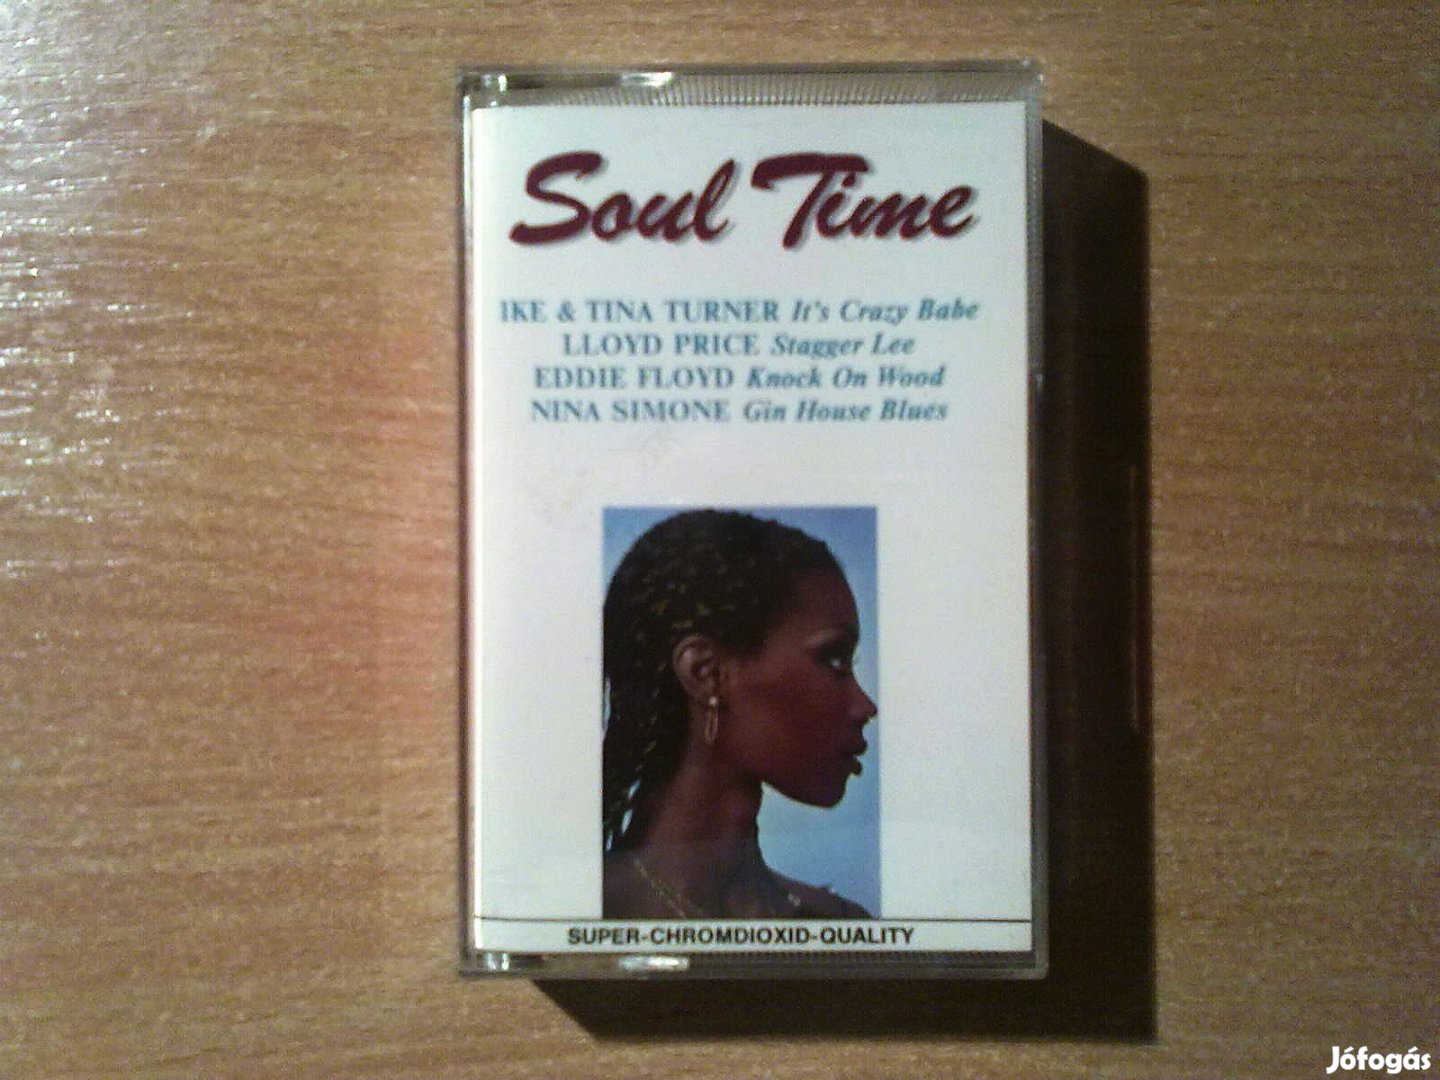 Soul Time
IKE & TINA TURNER It's Crazy Babe
LLOYD PRICE Stagger Lee
EDDIE FLOYD Knock On Wood
NINA SIMONE Gin House Blues
SUPER-CHROMDIOXID-QUALITY
Jófogás